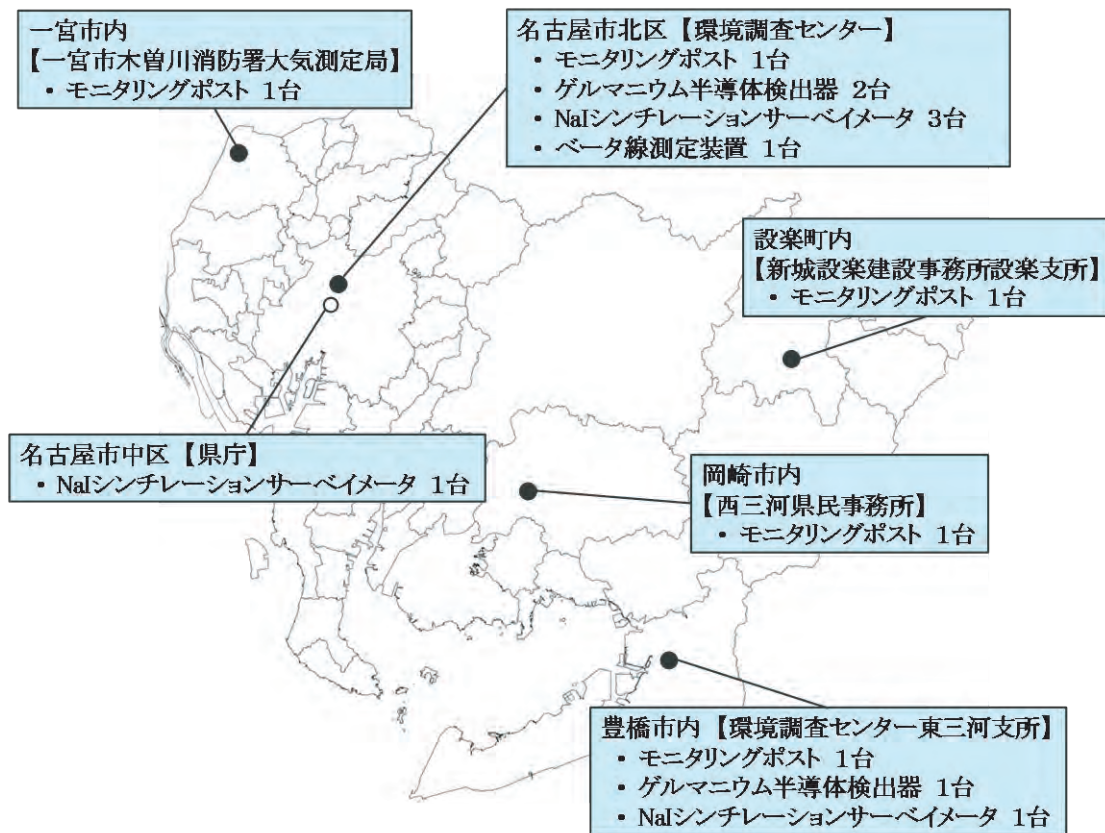 一宮市内
【一宮市木曽川消防署大気測定局】
・ モニタリングポスト 1台
名古屋市北区【環境調査センター】
・ モニタリングポスト 1台
・ ゲルマニウム半導体検出器 2台
・ NaIシンチレーションサーベイメータ 3台
・ ベータ線測定装置 1台
設楽町内
【新城設楽建設事務所設楽支所】
・ モニタリングポスト 1台
名古屋市中区【県庁】
・ NaIシンチレーションサーベイメータ 1台
岡崎市内
【西三河県民事務所】
・ モニタリングポスト 1台
豊橋市内【環境調査センター東三河支所】
・ モニタリングポスト 1台
・ ゲルマニウム半導体検出器 1台
・ NaIシンチレーションサーベイメータ 1台